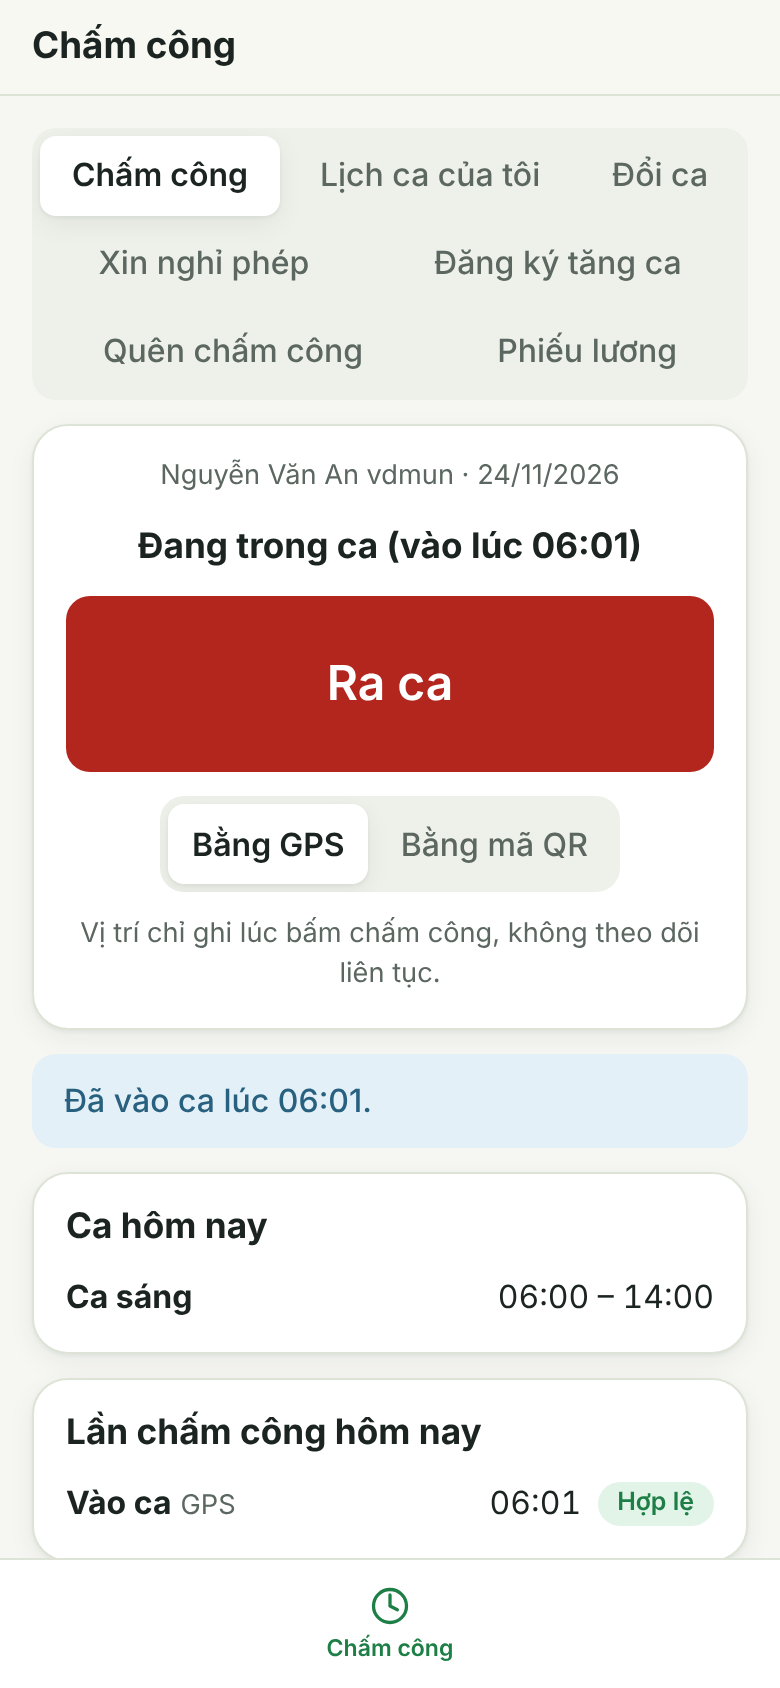 Chấm công
Chấm công
Lịch ca của tôi
Đổi ca
Xin nghỉ phép
Đăng ký tăng ca
Quên chấm công
Phiếu lương
Nguyễn Văn An vdmun · 24/11/2026
Đang trong ca (vào lúc 06:01)
Ra ca
Bằng GPS
Bằng mã QR
Vị trí chỉ ghi lúc bấm chấm công, không theo dõi
liên tục.
Đã vào ca lúc 06:01.
Ca hôm nay
Ca sáng 06:00 – 14:00
Lần chấm công hôm nay
Vào ca GPS 06:01 Hợp lệ
Chấm công